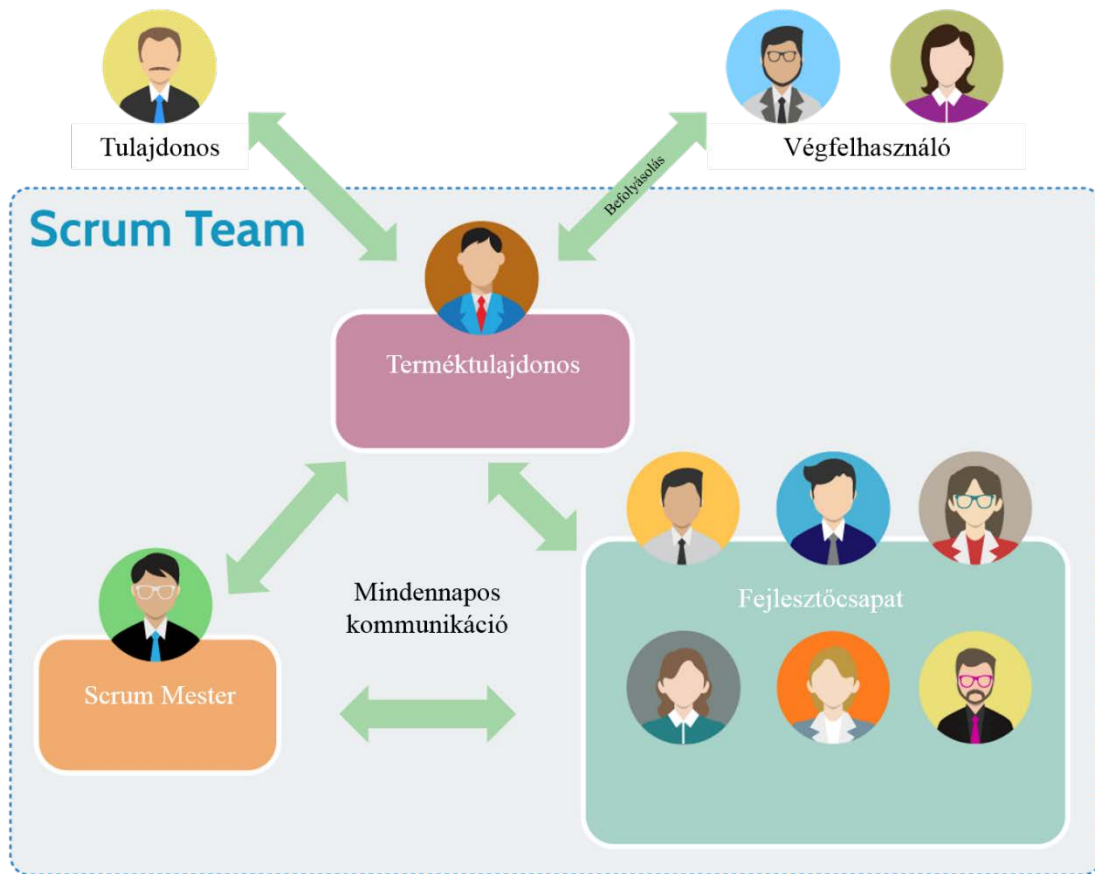 Tulajdonos
Végfelhasználó
Befolyásolás
Scrum Team
Terméktulajdonos
Mindennapos
kommunikáció
Fejlesztőcsapat
Scrum Mester